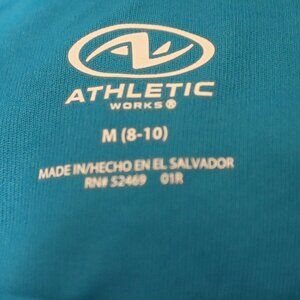 ATHLETIC
WORKS®
M (8-10)
MADE IN/HECHO EN EL SALVADOR
RN# 52469 01R